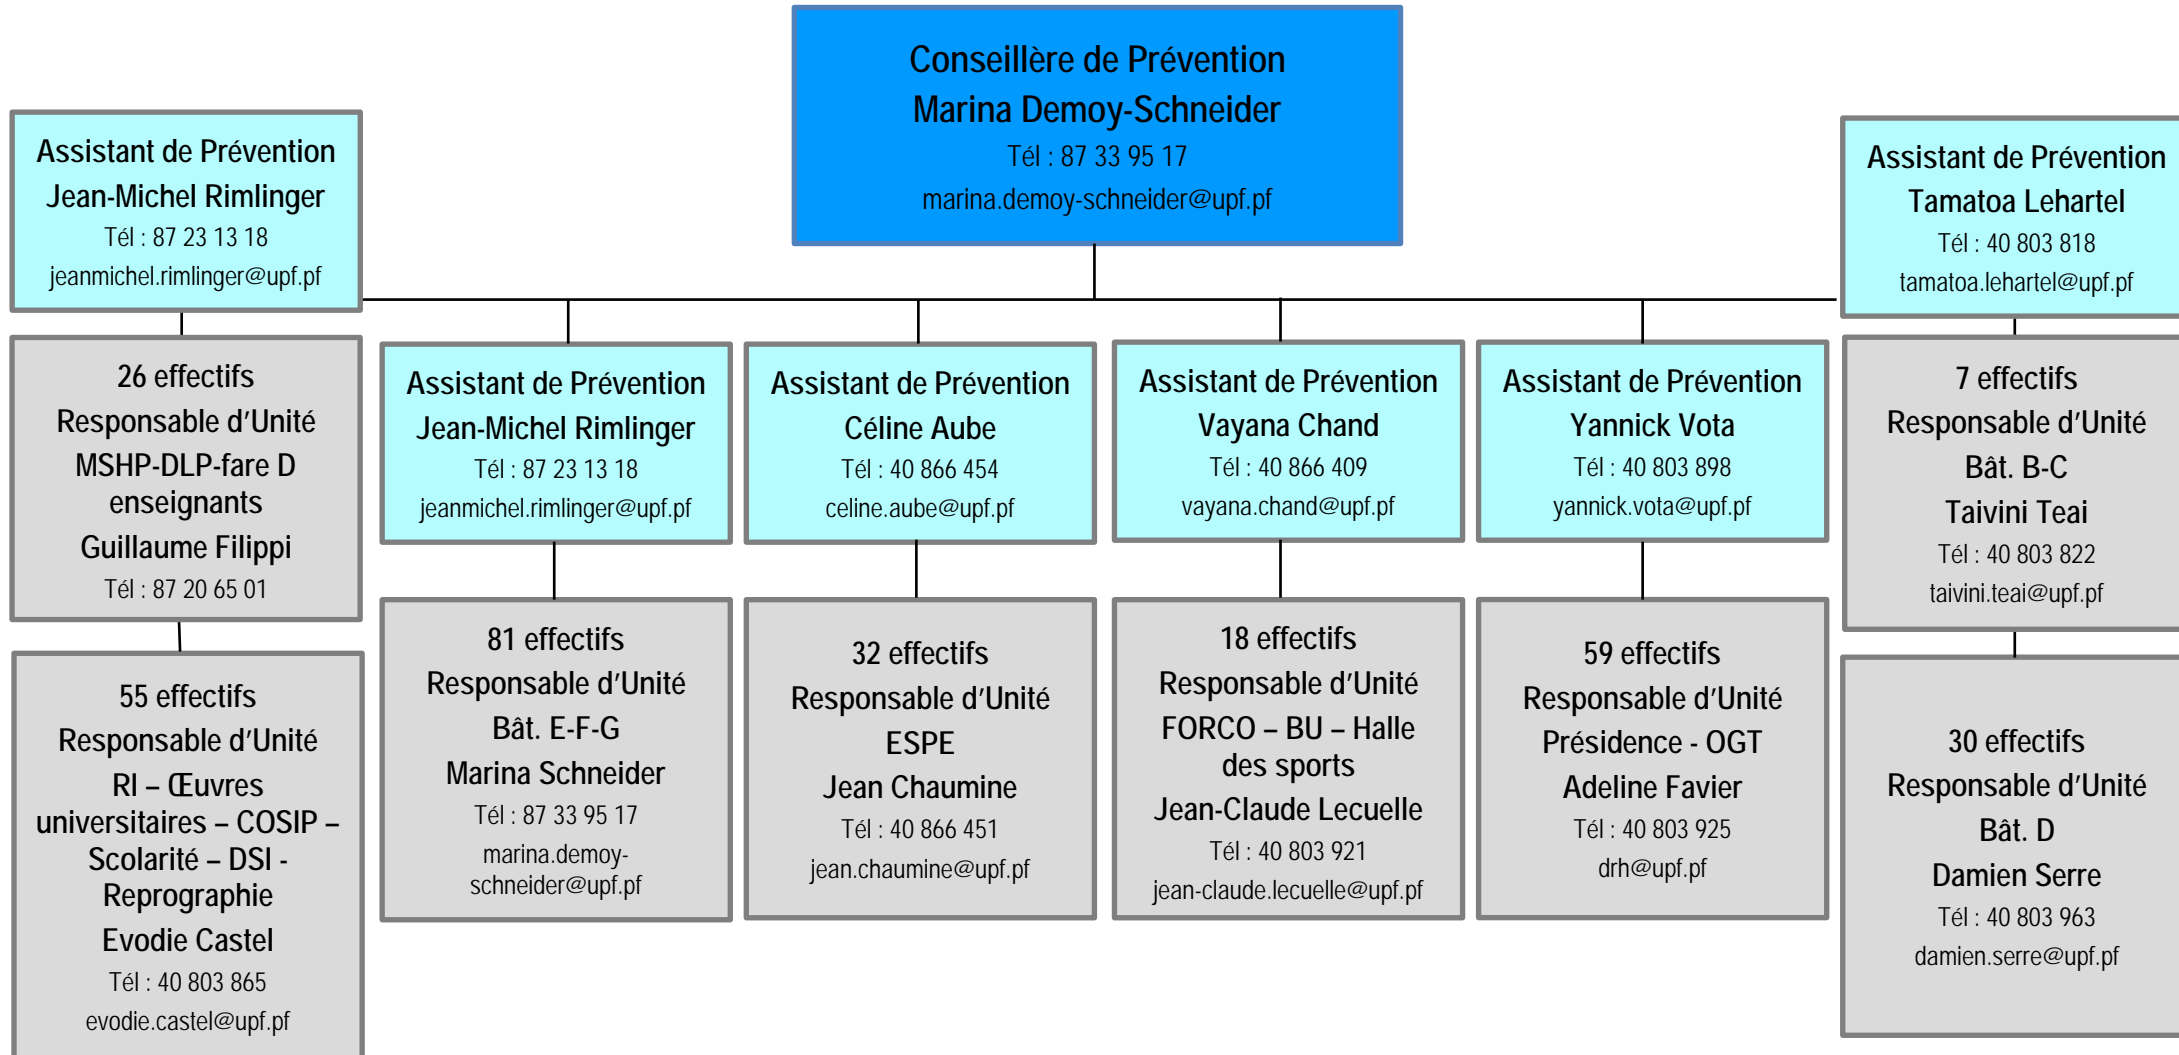 Conseillère de Prévention
Marina Demoy-Schneider
Tél : 87 33 95 17
marina.demoy-schneider@upf.pf
Assistant de Prévention
Jean-Michel Rimlinger
Tél : 87 23 13 18
jeanmichel.rimlinger@upf.pf
26 effectifs
Responsable d’Unité
MSHP-DLP-fare D
enseignants
Guillaume Filippi
Tél : 87 20 65 01
55 effectifs
Responsable d’Unité
RI – Œuvres
universitaires – COSIP –
Scolarité – DSI -
Reprographie
Evodie Castel
Tél : 40 803 865
evodie.castel@upf.pf
Assistant de Prévention
Jean-Michel Rimlinger
Tél : 87 23 13 18
jeanmichel.rimlinger@upf.pf
81 effectifs
Responsable d’Unité
Bât. E-F-G
Marina Schneider
Tél : 87 33 95 17
marina.demoy-
schneider@upf.pf
Assistant de Prévention
Céline Aube
Tél : 40 866 454
celine.aube@upf.pf
32 effectifs
Responsable d’Unité
ESPE
Jean Chaumine
Tél : 40 866 451
jean.chaumine@upf.pf
Assistant de Prévention
Vayana Chand
Tél : 40 866 409
vayana.chand@upf.pf
18 effectifs
Responsable d’Unité
FORCO – BU – Halle
des sports
Jean-Claude Lecuelle
Tél : 40 803 921
jean-claude.lecuelle@upf.pf
Assistant de Prévention
Yannick Vota
Tél : 40 803 898
yannick.vota@upf.pf
59 effectifs
Responsable d’Unité
Présidence - OGT
Adeline Favier
Tél : 40 803 925
drh@upf.pf
Assistant de Prévention
Tamatoa Lehartel
Tél : 40 803 818
tamatoa.lehartel@upf.pf
7 effectifs
Responsable d’Unité
Bât. B-C
Taivini Teai
Tél : 40 803 822
taivini.teai@upf.pf
30 effectifs
Responsable d’Unité
Bât. D
Damien Serre
Tél : 40 803 963
damien.serre@upf.pf